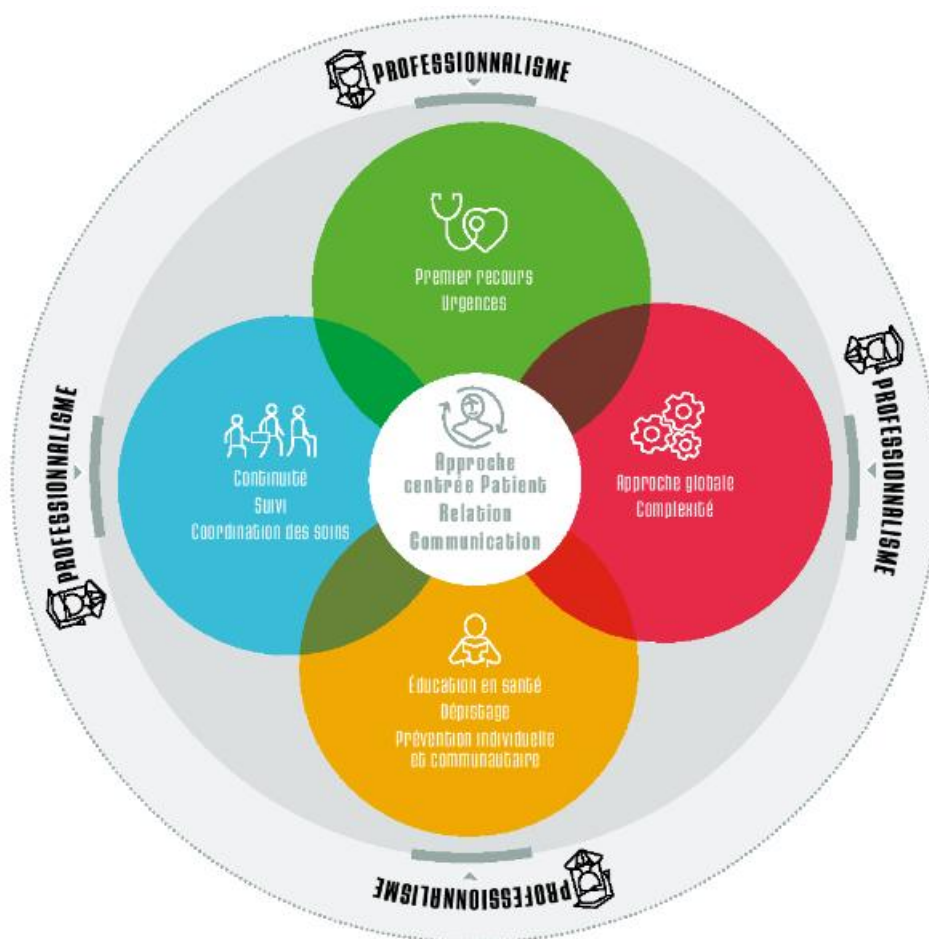 PROFESSIONNALISME
Premier recours
Urgences
PROFESSIONNALISME
Continuité
Suivi
Coordination des soins
Approche
centrée Patient
Relation
Communication
Approche globale
Complexité
PROFESSIONNALISME
Éducation en santé
Dépistage
Prévention individuelle
et communautaire
PROFESSIONNALISME